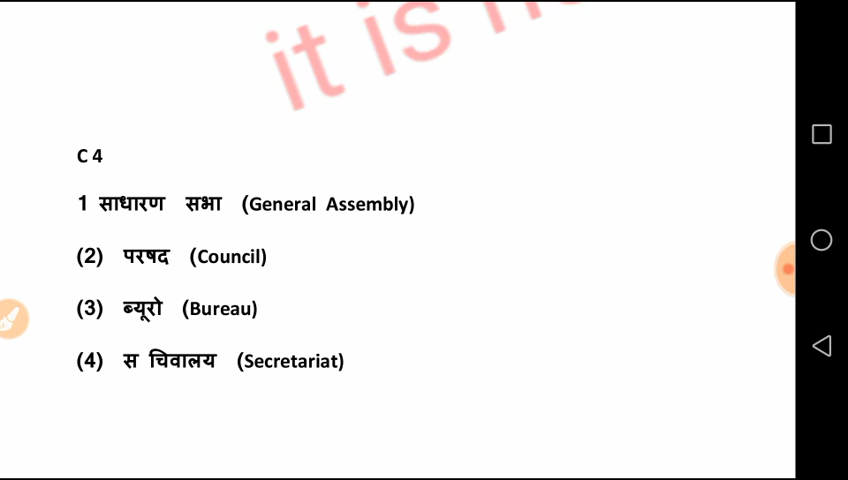 it is
C 4
1 साधारण सभा (General Assembly)
(2) परषद (Council)
(3) ब्यूरो (Bureau)
(4) स चिवालय (Secretariat)